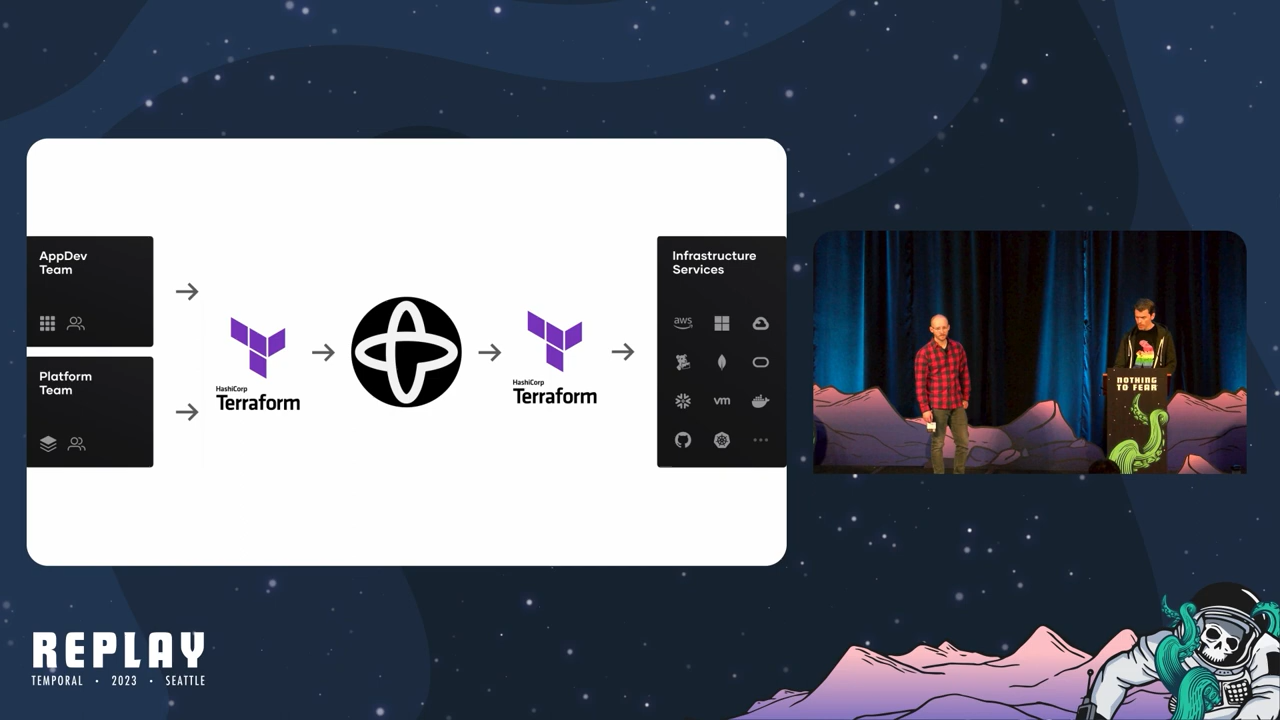 AppDev
Team
Platform
Team
HashiCorp
Terraform
HashiCorp
Terraform
Infrastructure
Services
aws
vm
NOTHING
TO FEAR
REPLAY
TEMPORAL • 2023 • SEATTLE